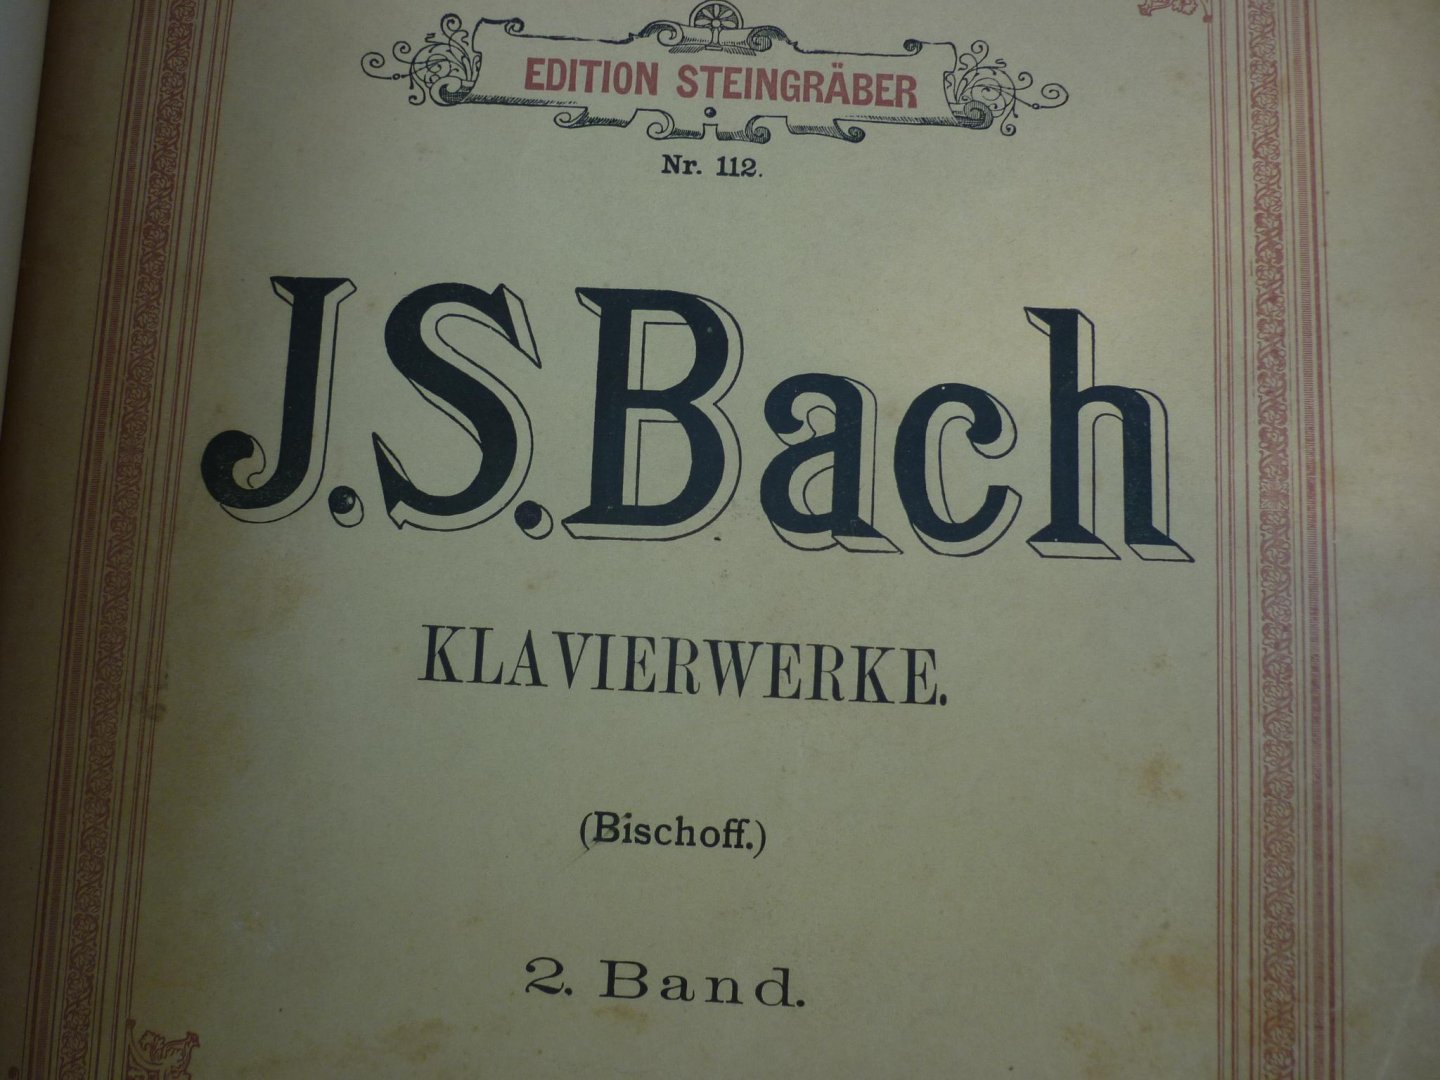 EDITION STEINGRÄBER
Nr. 112.
J.S.Bach
KLAVIERWERKE.
(Bischoff.)
2. Band.